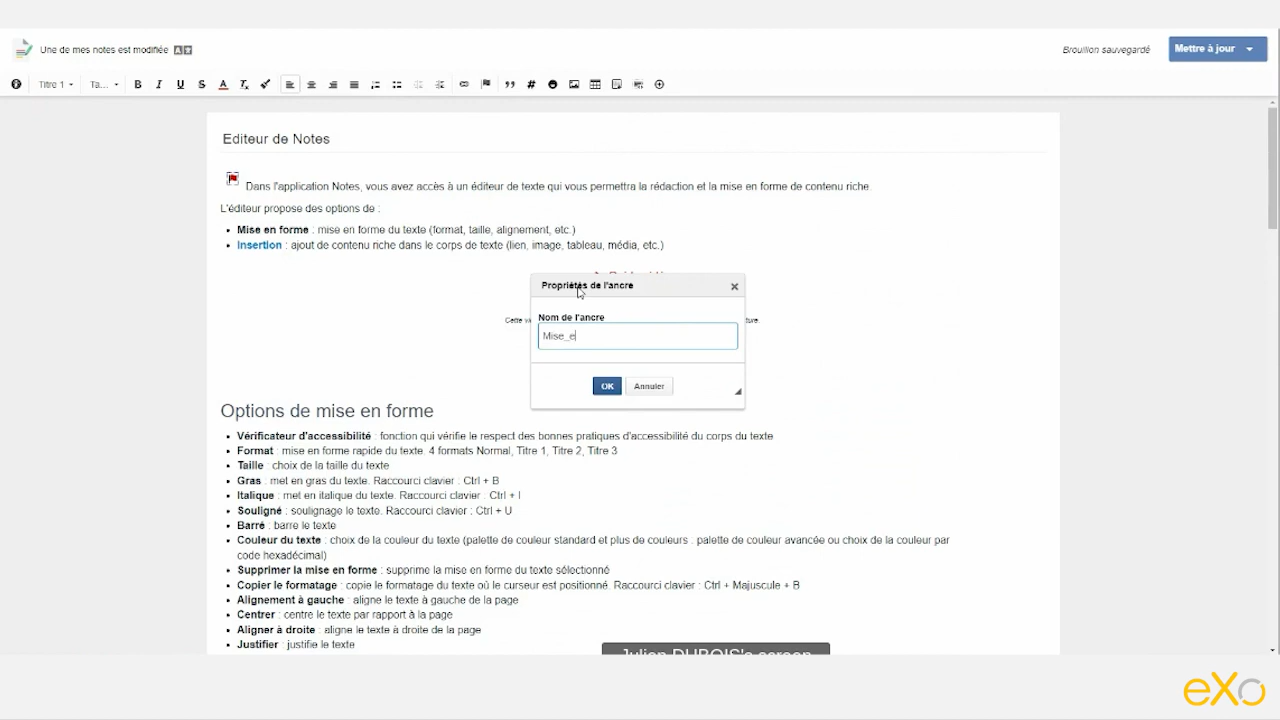 Une de mes notes est modifiée
Brouillon sauvegardé
Mettre à jour
Titre 1
Ta...
B I U S A
Editeur de Notes
Dans l'application Notes, vous avez accès à un éditeur de texte qui vous permettra la rédaction et la mise en forme de contenu riche.
L'éditeur propose des options de :
Mise en forme : mise en forme du texte (format, taille, alignement, etc.)
Insertion : ajout de contenu riche dans le corps de texte (lien, image, tableau, média, etc.)
Propriétés de l'ancre
Nom de l'ancre
Cette
Mise_e
OK Annuler
Options de mise en forme
Vérificateur d'accessibilité : fonction qui vérifie le respect des bonnes pratiques d'accessibilité du corps du texte
Format : mise en forme rapide du texte. 4 formats Normal, Titre 1, Titre 2, Titre 3
Taille : choix de la taille du texte
Gras : met en gras du texte. Raccourci clavier : Ctrl + B
Italique : met en italique du texte. Raccourci clavier : Ctrl + I
Souligné : soulignage le texte. Raccourci clavier : Ctrl + U
Barré : barre le texte
Couleur du texte : choix de la couleur du texte (palette de couleur standard et plus de couleurs : palette de couleur avancée ou choix de la couleur par
code hexadécimal)
Supprimer la mise en forme : supprime la mise en forme du texte sélectionné
Copier le formatage : copie le formatage du texte où le curseur est positionné. Raccourci clavier : Ctrl + Majuscule + B
Alignement à gauche : aligne le texte à gauche de la page
Centrer : centre le texte par rapport à la page
Aligner à droite : aligne le texte à droite de la page
Justifier : justifie le texte
Julien DUBOIS's screen
eXo